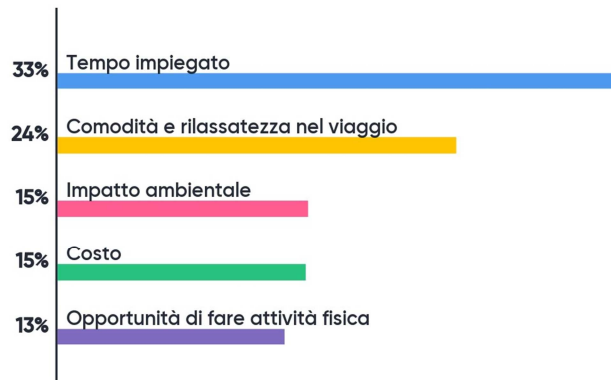 33% Tempo impiegato
24% Comodità e rilassatezza nel viaggio
15% Impatto ambientale
15% Costo
13% Opportunità di fare attività fisica